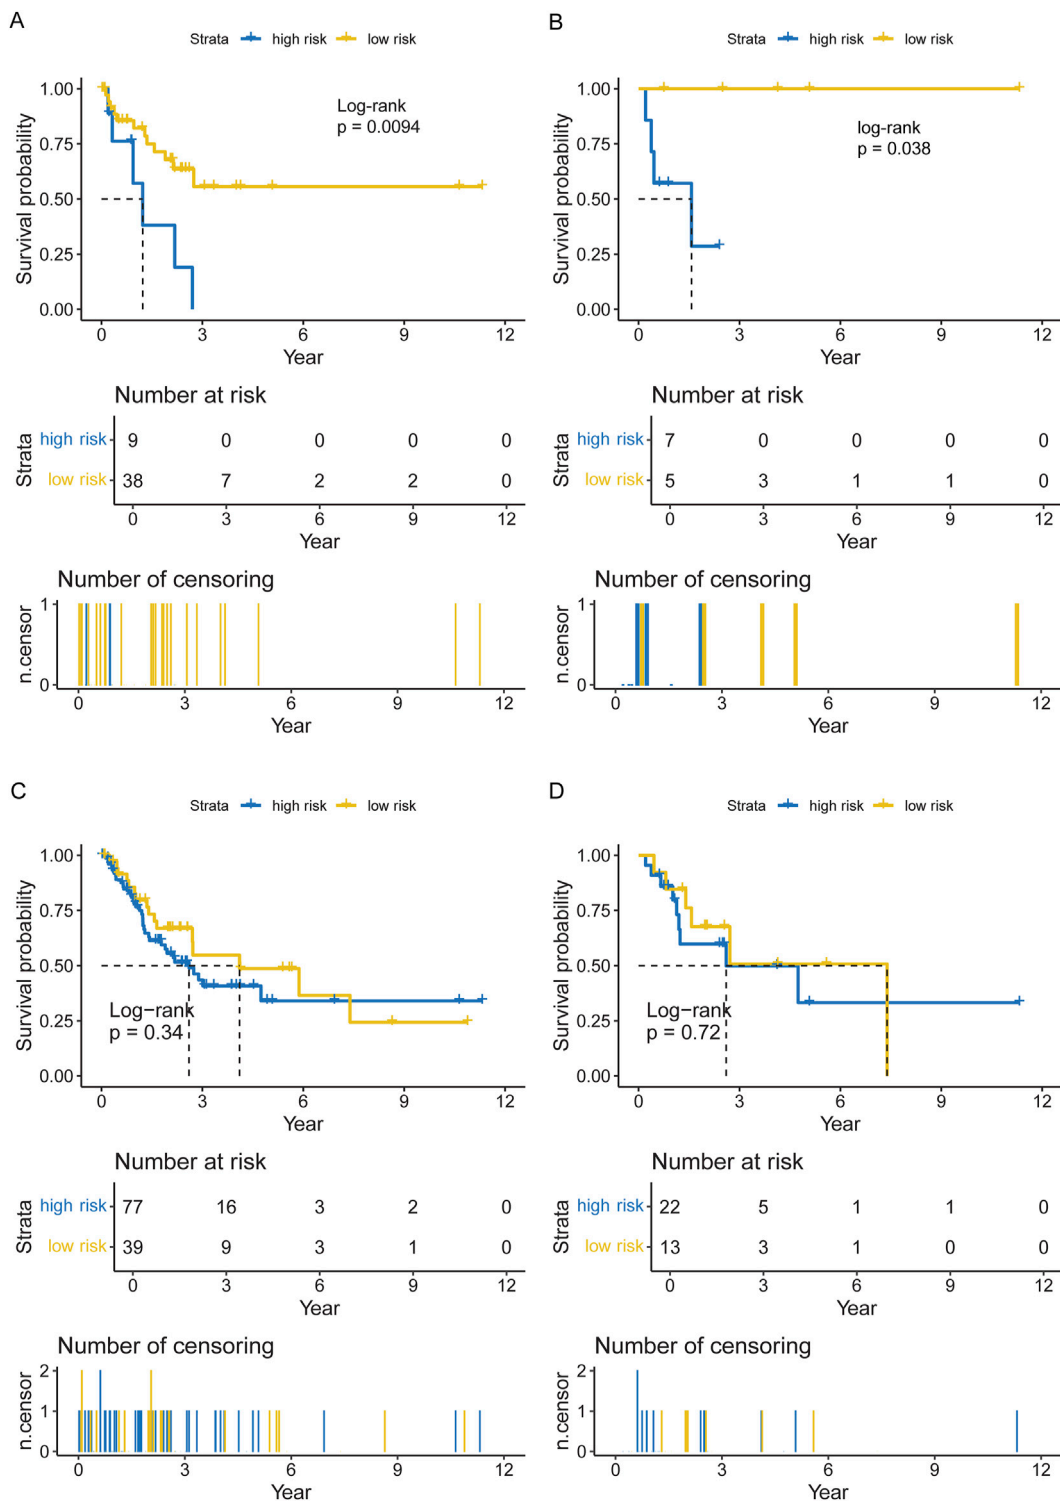 A
Strata high risk low risk
1.00
0.75
0.50
0.25
0.00
Survival probability
Log-rank
p = 0.0094
0 3 6 9 12
Year
Number at risk
Strata
high risk 9 0 0 0 0
low risk 38 7 2 2 0
0 3 6 9 12
Year
Number of censoring
n.censor
1
0
0 3 6 9 12
Year
B
Strata high risk low risk
1.00
0.75
0.50
0.25
0.00
Survival probability
log-rank
p = 0.038
0 3 6 9 12
Year
Number at risk
Strata
high risk 7 0 0 0 0
low risk 5 3 1 1 0
0 3 6 9 12
Year
Number of censoring
n.censor
1
0
0 3 6 9 12
Year
C
Strata high risk low risk
1.00
0.75
0.50
0.25
0.00
Survival probability
Log−rank
p = 0.34
0 3 6 9 12
Year
Number at risk
Strata
high risk 77 16 3 2 0
low risk 39 9 3 1 0
0 3 6 9 12
Year
Number of censoring
n.censor
2
1
0
0 3 6 9 12
Year
D
Strata high risk low risk
1.00
0.75
0.50
0.25
0.00
Survival probability
Log−rank
p = 0.72
0 3 6 9 12
Year
Number at risk
Strata
high risk 22 5 1 1 0
low risk 13 3 1 0 0
0 3 6 9 12
Year
Number of censoring
n.censor
2
1
0
0 3 6 9 12
Year